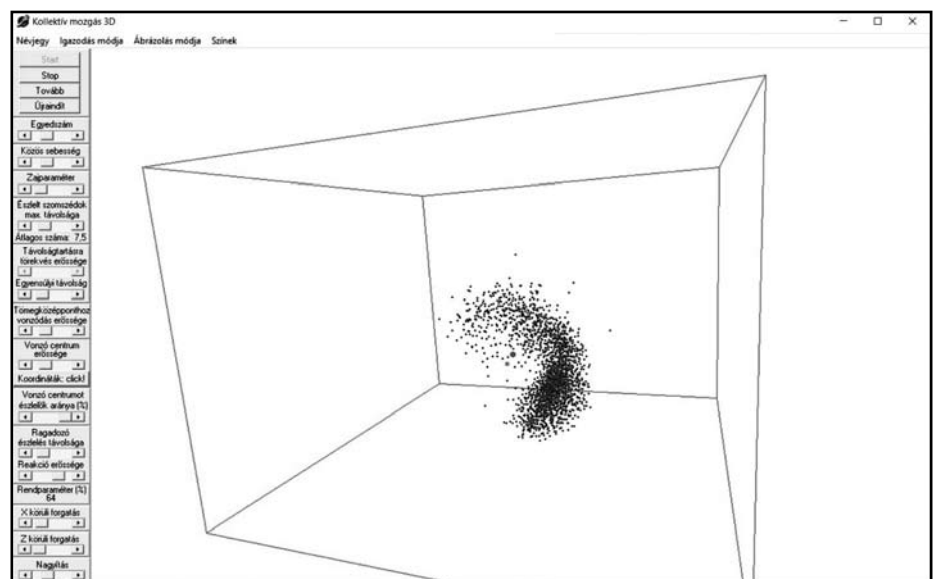 Kollektív mozgás 3D
Névjegy Igazodás módja Ábrázolás módja Színek
Start
Stop
Tovább
Újraindít
Egyedszám
Közös sebesség
Zajparaméter
Észlelt szomszédok
max. távolsága
Átlagos száma: 7,5
Távolságtartásra
törekvés erőssége
Egyensúlyi távolság
Tömegközépponthoz
vonzódás erőssége
Vonzó centrum
erőssége
Koordináták: click!
Vonzó centrumot
észlelők aránya (%)
Ragadozó
észlelés távolsága
Reakció erőssége
Rendparaméter (%)
64
X körüli forgatás
Z körüli forgatás
Nagyítás